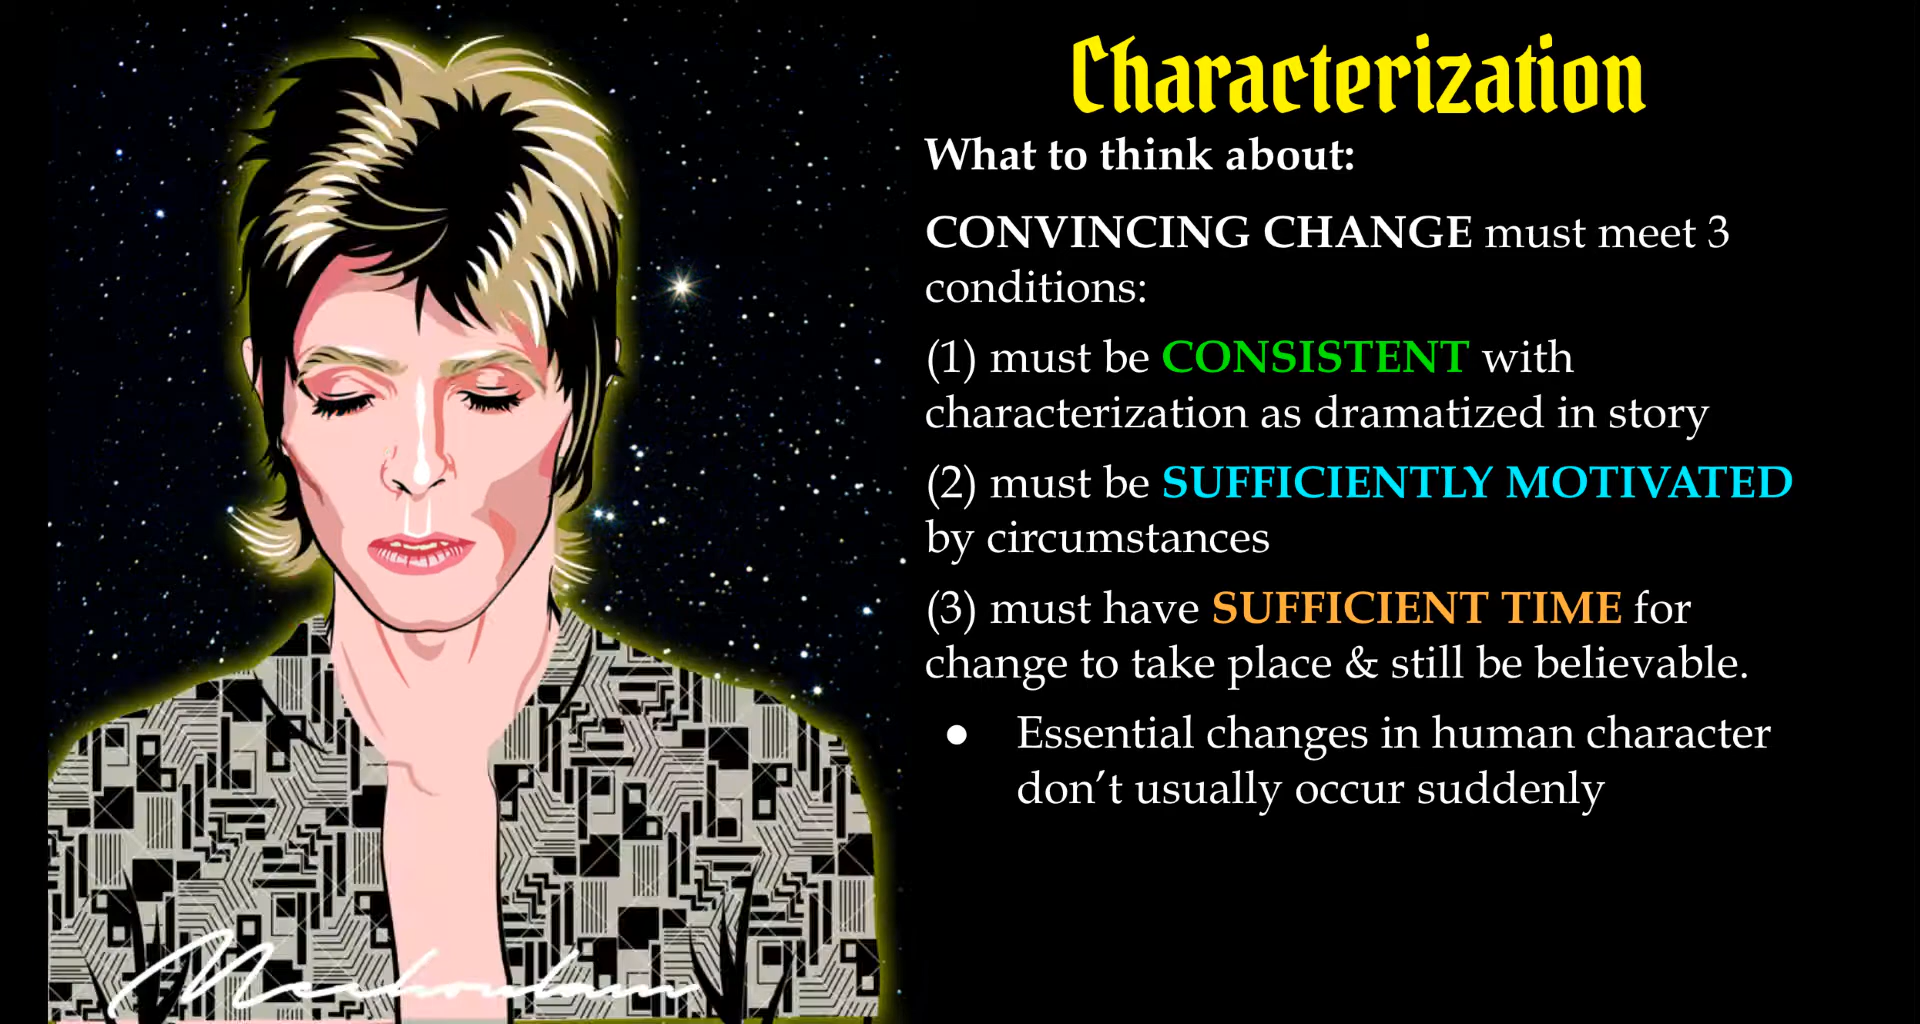 Characterization
What to think about:
CONVINCING CHANGE must meet 3
conditions:
(1) must be CONSISTENT with
characterization as dramatized in story
(2) must be SUFFICIENTLY MOTIVATED
by circumstances
(3) must have SUFFICIENT TIME for
change to take place & still be believable.
● Essential changes in human character
don’t usually occur suddenly